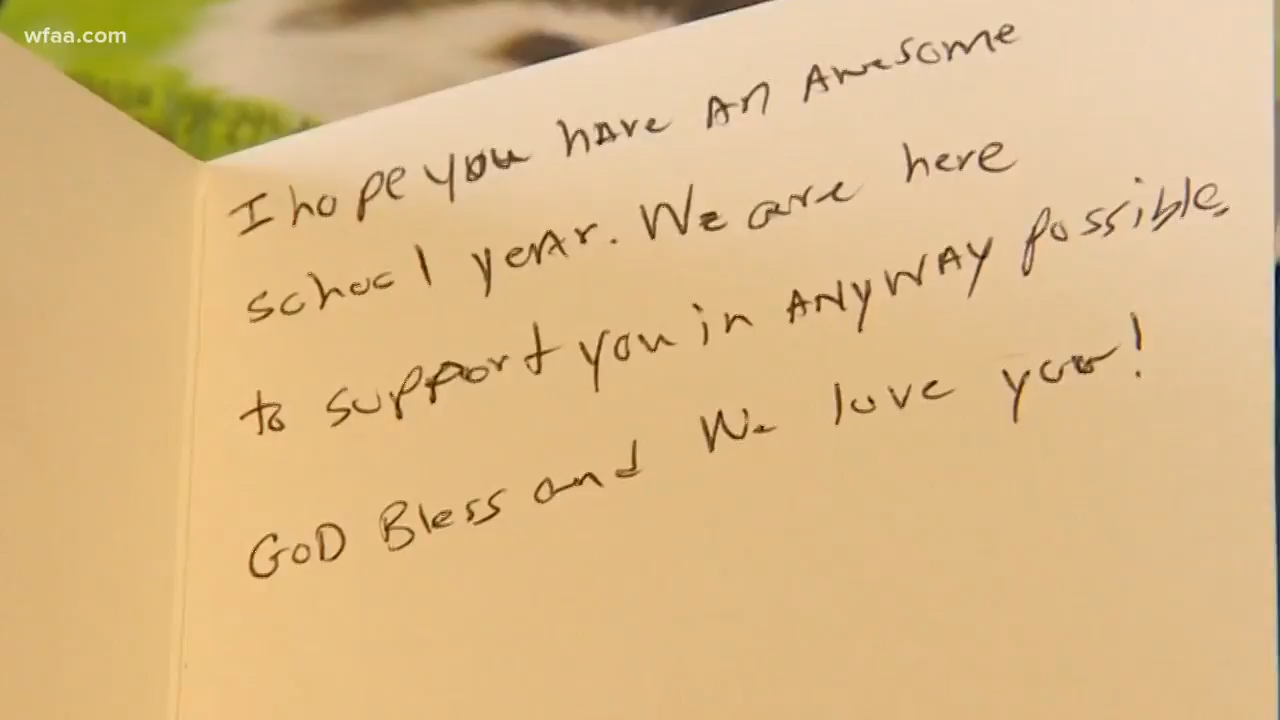 wfaa.com
I hope you have An Awesome
school yeAr. We are here
to support you in ANyWAY possible.
GoD Bless and We love you!